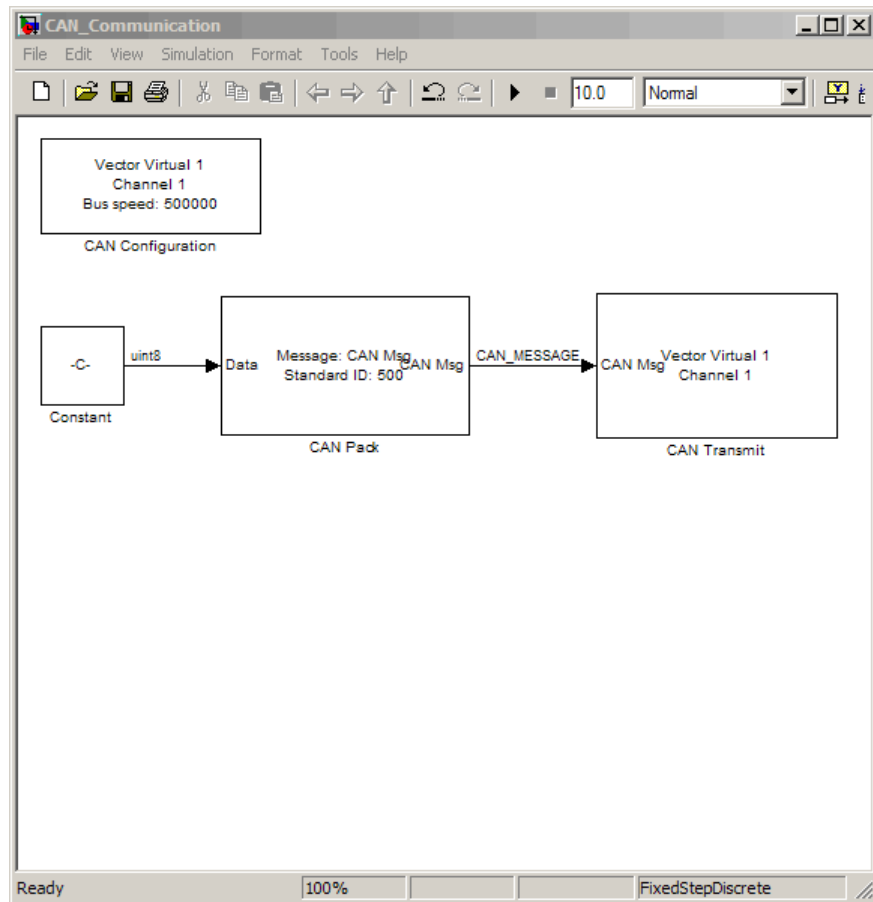 CAN_Communication
File Edit View Simulation Format Tools Help
10.0 Normal
Vector Virtual 1
Channel 1
Bus speed: 500000
CAN Configuration
-C-
uint8
Constant
Data
Message: CAN Msg
Standard ID: 500
CAN Msg
CAN Pack
CAN_MESSAGE
CAN Msg
Vector Virtual 1
Channel 1
CAN Transmit
Ready 100% FixedStepDiscrete